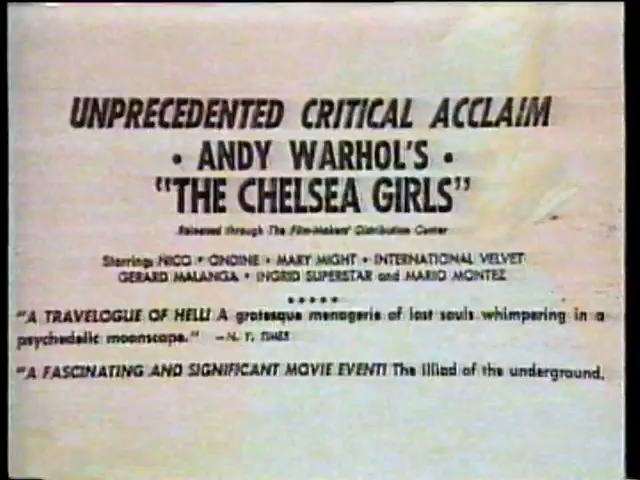 UNPRECEDENTED CRITICAL ACCLAIM
• ANDY WARHOL'S •
"THE CHELSEA GIRLS"
Released through The Film-Makers' Distribution Center
Starring: NICO • ONDINE • MARY MIGHT • INTERNATIONAL VELVET
GERARD MALANGA • INGRID SUPERSTAR and MARIO MONTEZ
•••••
"A TRAVELOGUE OF HELL! A grotesque menagerie of lost souls whimpering in a
psychedelic moonscape." —N. Y. TIMES
"A FASCINATING AND SIGNIFICANT MOVIE EVENT! The Illiad of the underground.